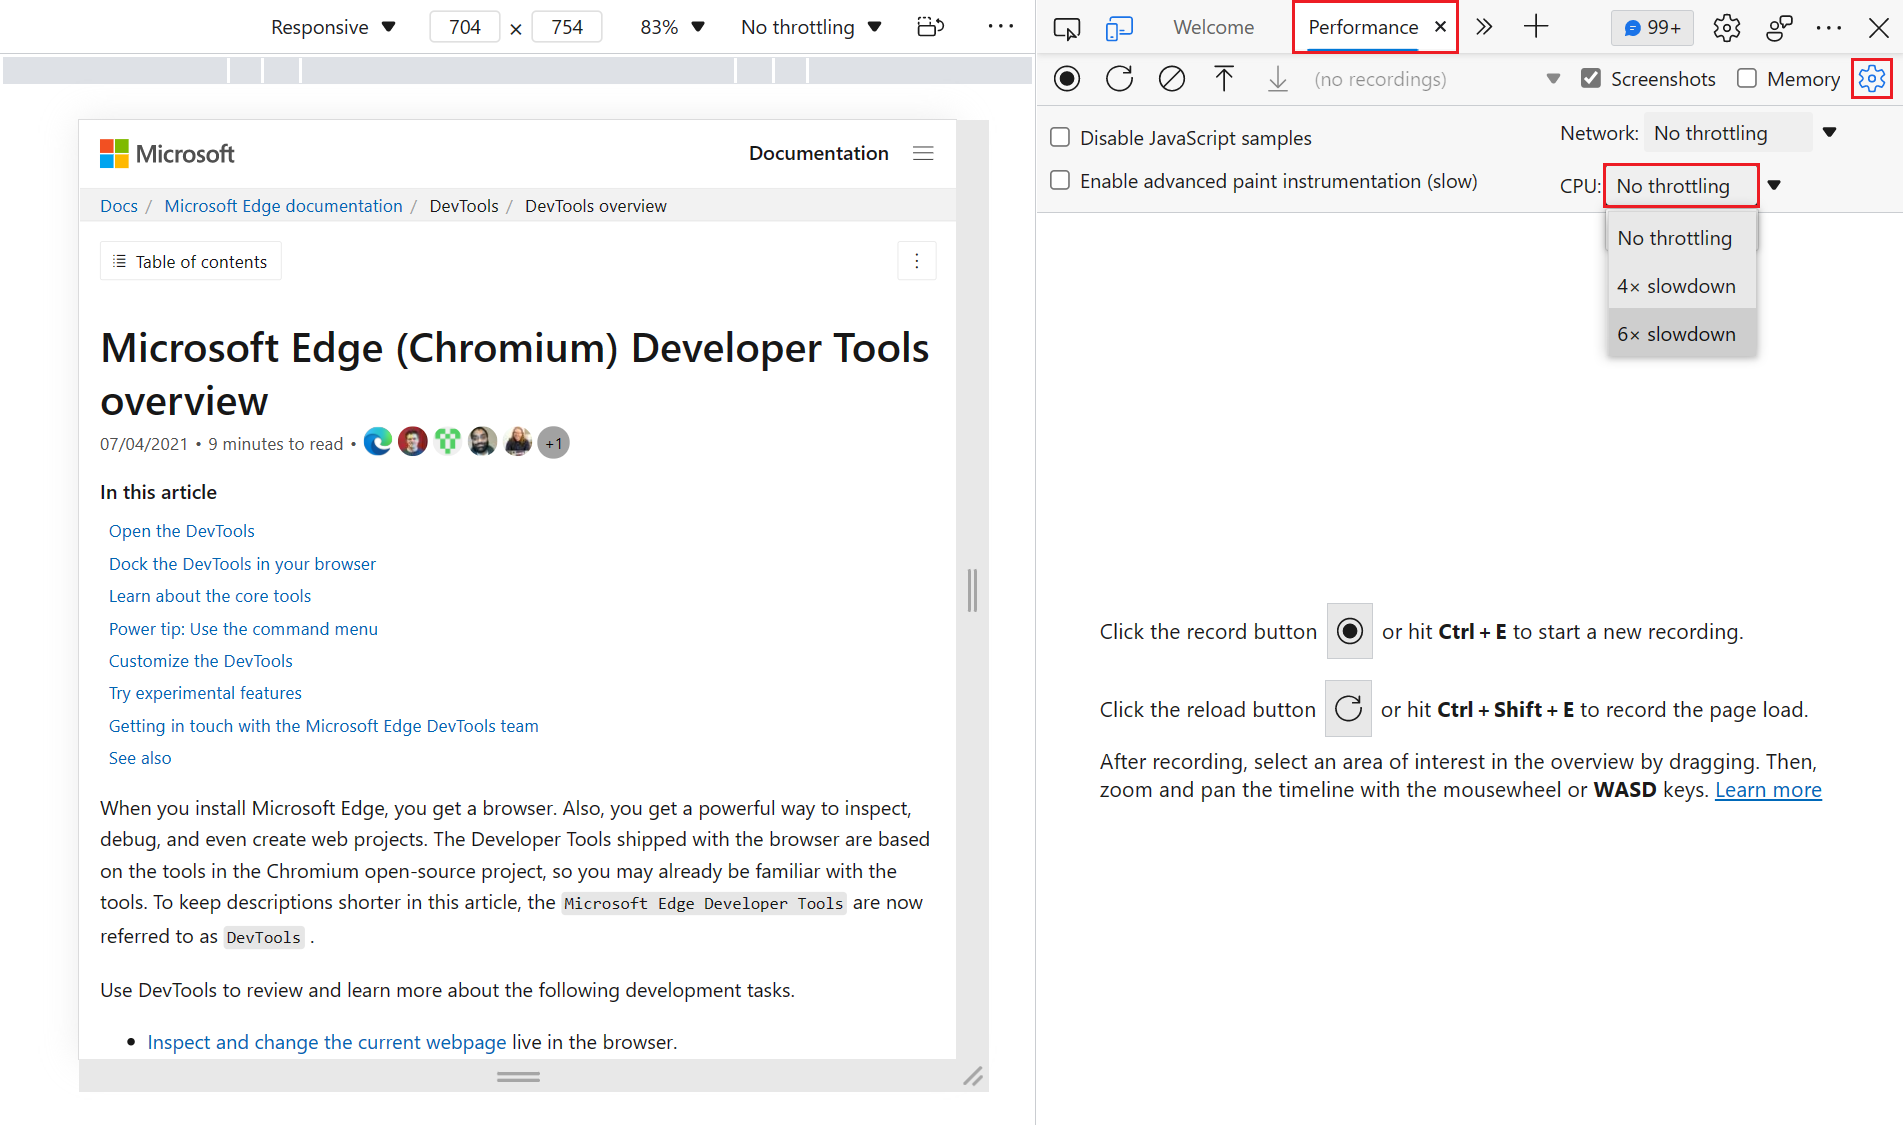 Responsive 704 × 754 83% No throttling
Welcome Performance 99+
(no recordings) Screenshots Memory
Disable JavaScript samples
Enable advanced paint instrumentation (slow)
Network: No throttling
CPU: No throttling
No throttling
4× slowdown
6× slowdown
Microsoft Documentation
Docs / Microsoft Edge documentation / DevTools / DevTools overview
Table of contents
Microsoft Edge (Chromium) Developer Tools
overview
07/04/2021 • 9 minutes to read • +1
In this article
Open the DevTools
Dock the DevTools in your browser
Learn about the core tools
Power tip: Use the command menu
Customize the DevTools
Try experimental features
Getting in touch with the Microsoft Edge DevTools team
See also
When you install Microsoft Edge, you get a browser. Also, you get a powerful way to inspect,
debug, and even create web projects. The Developer Tools shipped with the browser are based
on the tools in the Chromium open-source project, so you may already be familiar with the
tools. To keep descriptions shorter in this article, the Microsoft Edge Developer Tools are now
referred to as DevTools .
Use DevTools to review and learn more about the following development tasks.
• Inspect and change the current webpage live in the browser.
Click the record button or hit Ctrl + E to start a new recording.
Click the reload button or hit Ctrl + Shift + E to record the page load.
After recording, select an area of interest in the overview by dragging. Then,
zoom and pan the timeline with the mousewheel or WASD keys. Learn more